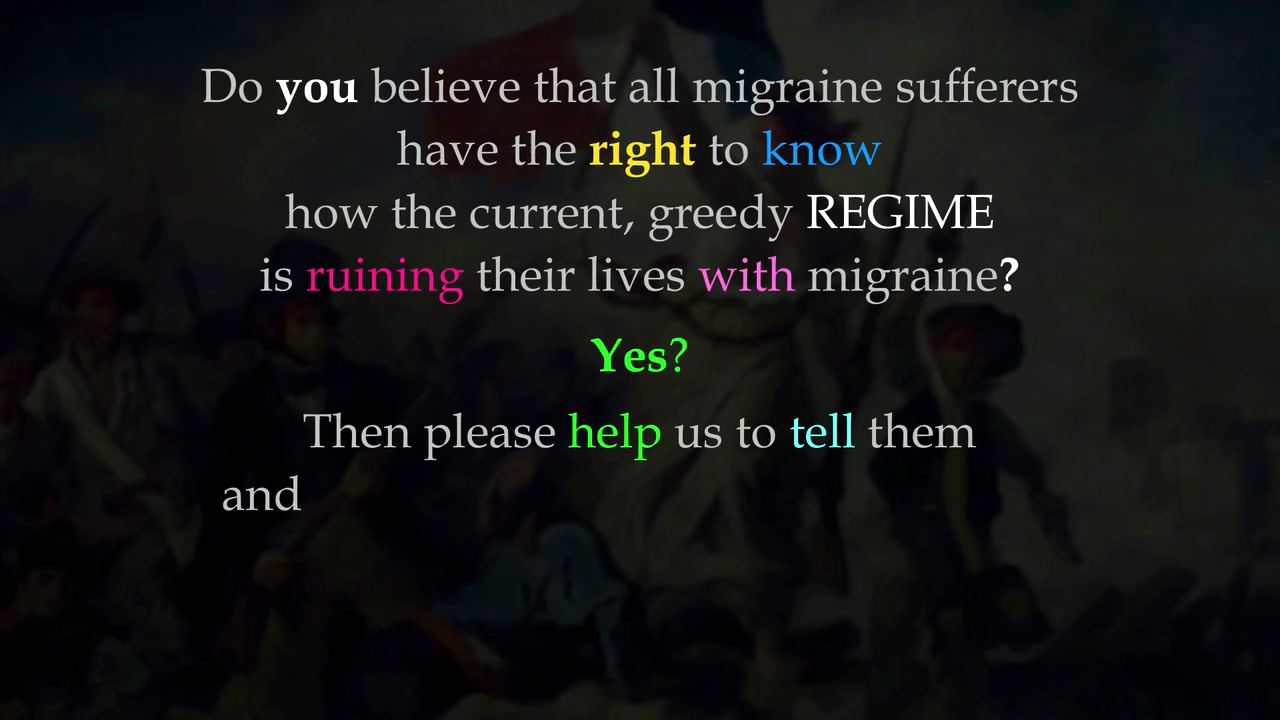 Do you believe that all migraine sufferers
have the right to know
how the current, greedy REGIME
is ruining their lives with migraine?
Yes?
Then please help us to tell them
and